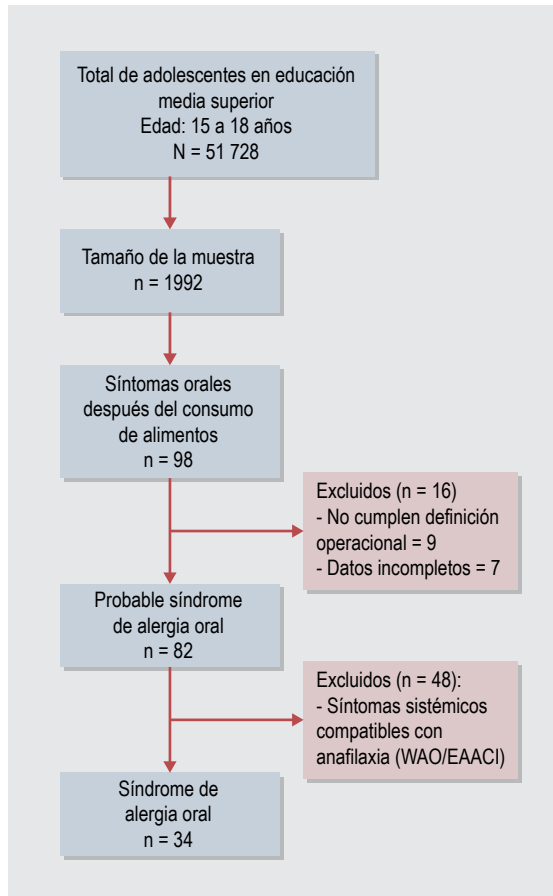 Total de adolescentes en educación
media superior
Edad: 15 a 18 años
N = 51 728
Tamaño de la muestra
n = 1992
Síntomas orales
después del consumo
de alimentos
n = 98
Excluidos (n = 16)
- No cumplen definición
operacional = 9
- Datos incompletos = 7
Probable síndrome
de alergia oral
n = 82
Excluidos (n = 48):
- Síntomas sistémicos
compatibles con
anafilaxia (WAO/EAACI)
Síndrome de
alergia oral
n = 34